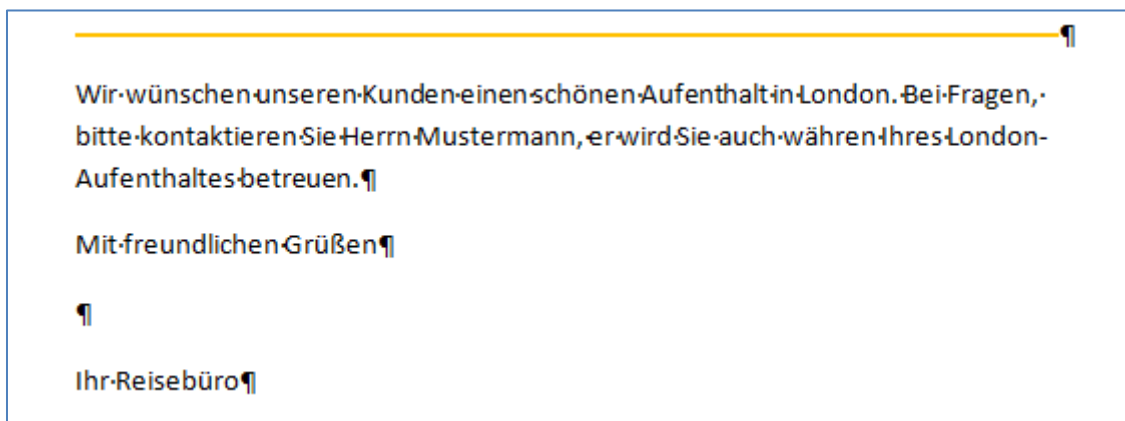 ¶
Wir·wünschen·unseren·Kunden·einen·schönen·Aufenthalt·in·London.·Bei·Fragen,·
bitte·kontaktieren·Sie·Herrn·Mustermann,·er·wird·Sie·auch·währen·Ihres·London-
Aufenthaltes·betreuen.¶
Mit·freundlichen·Grüßen¶
¶
Ihr·Reisebüro¶